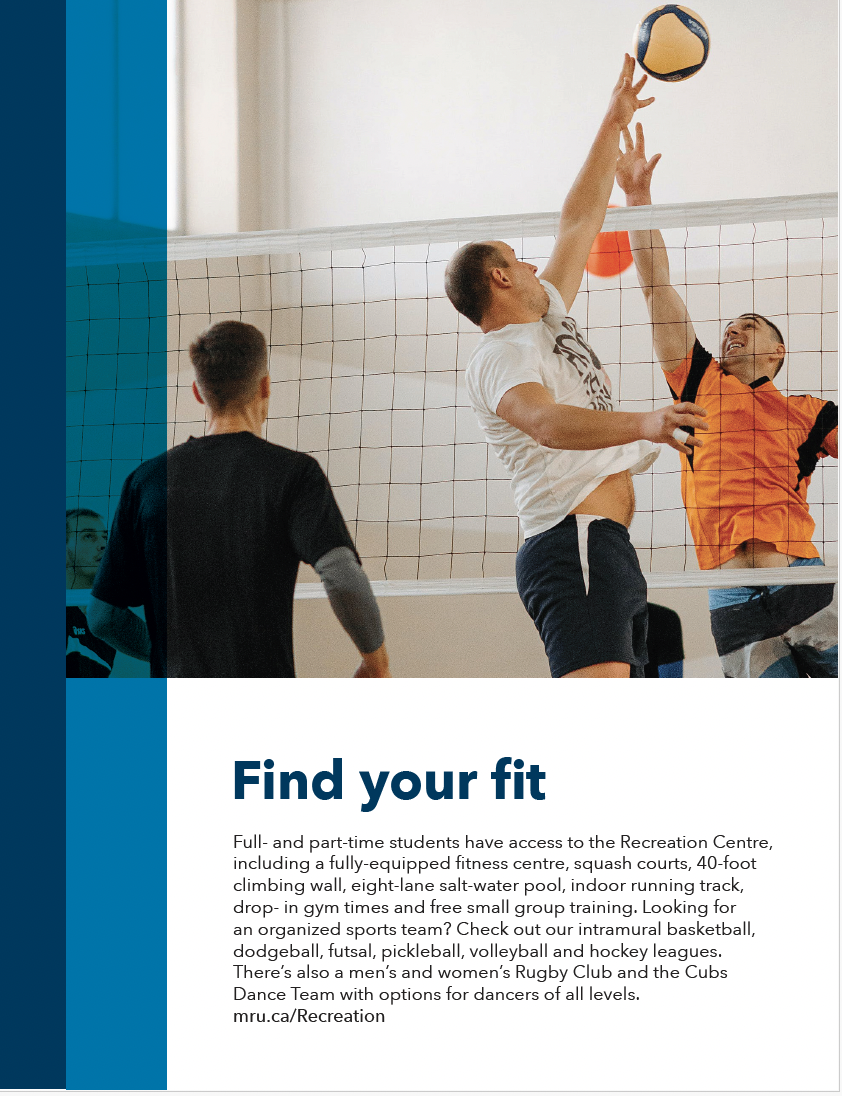 Find your fit
Full- and part-time students have access to the Recreation Centre,
including a fully-equipped fitness centre, squash courts, 40-foot
climbing wall, eight-lane salt-water pool, indoor running track,
drop- in gym times and free small group training. Looking for
an organized sports team? Check out our intramural basketball,
dodgeball, futsal, pickleball, volleyball and hockey leagues.
There’s also a men’s and women’s Rugby Club and the Cubs
Dance Team with options for dancers of all levels.
mru.ca/Recreation